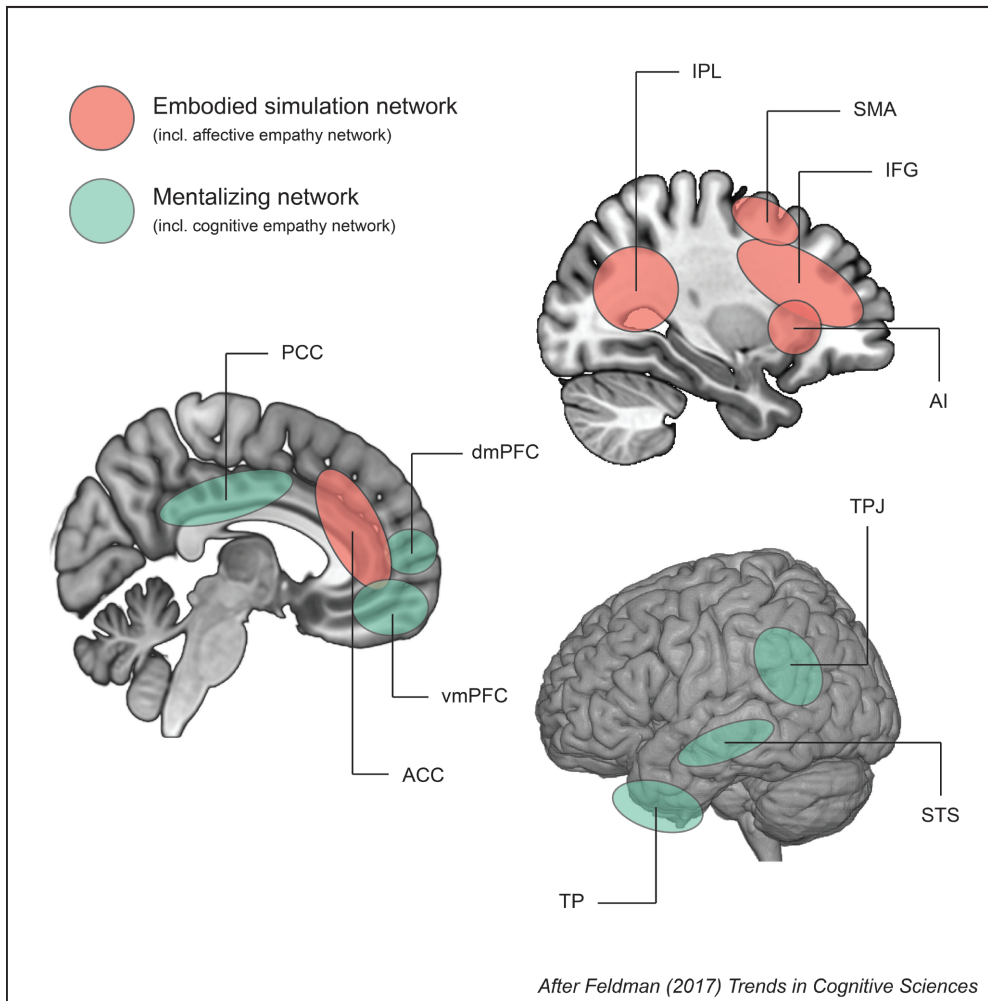 Embodied simulation network
(incl. affective empathy network)
Mentalizing network
(incl. cognitive empathy network)
IPL
SMA
IFG
AI
PCC
dmPFC
vmPFC
ACC
TPJ
STS
TP
After Feldman (2017) Trends in Cognitive Sciences